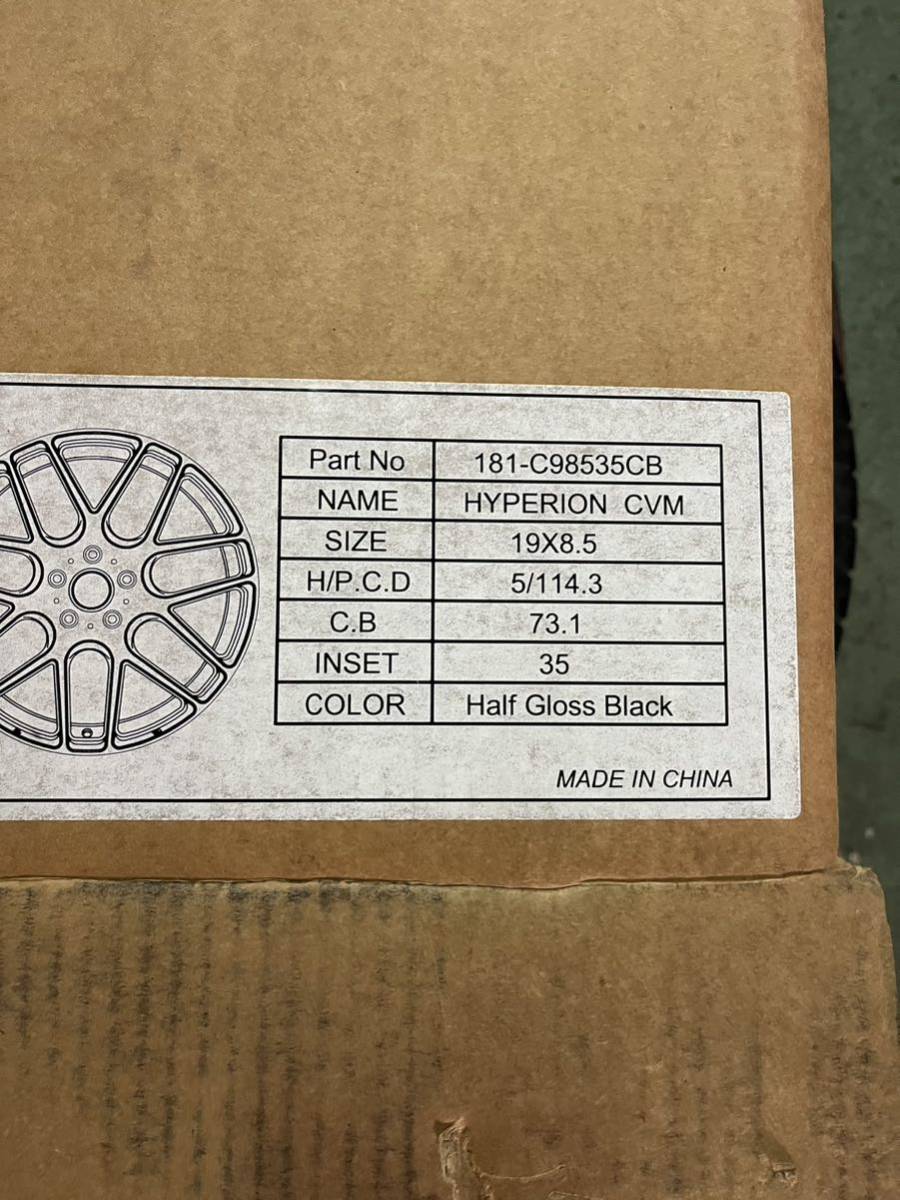 Part No 181-C98535CB
NAME HYPERION CVM
SIZE 19X8.5
H/P.C.D 5/114.3
C.B 73.1
INSET 35
COLOR Half Gloss Black
MADE IN CHINA